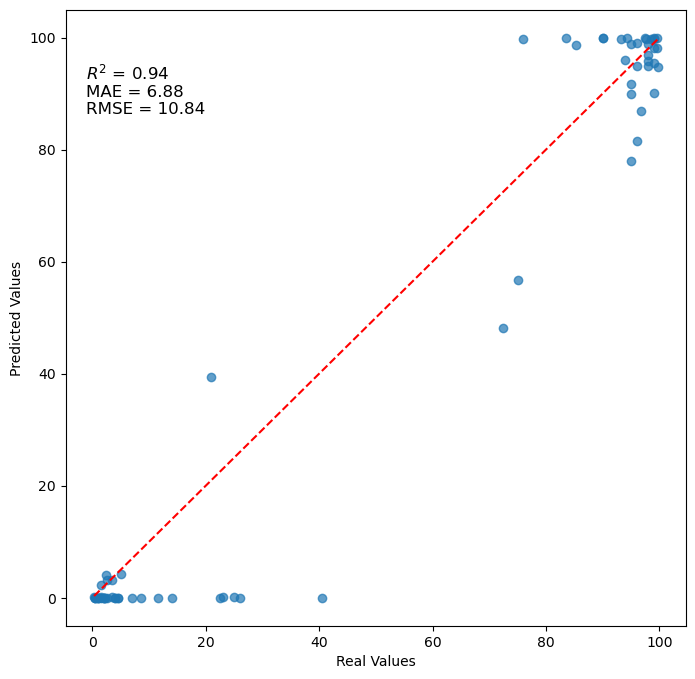 100
80
60
40
20
0
Predicted Values
R² = 0.94
MAE = 6.88
RMSE = 10.84
0 20 40 60 80 100
Real Values